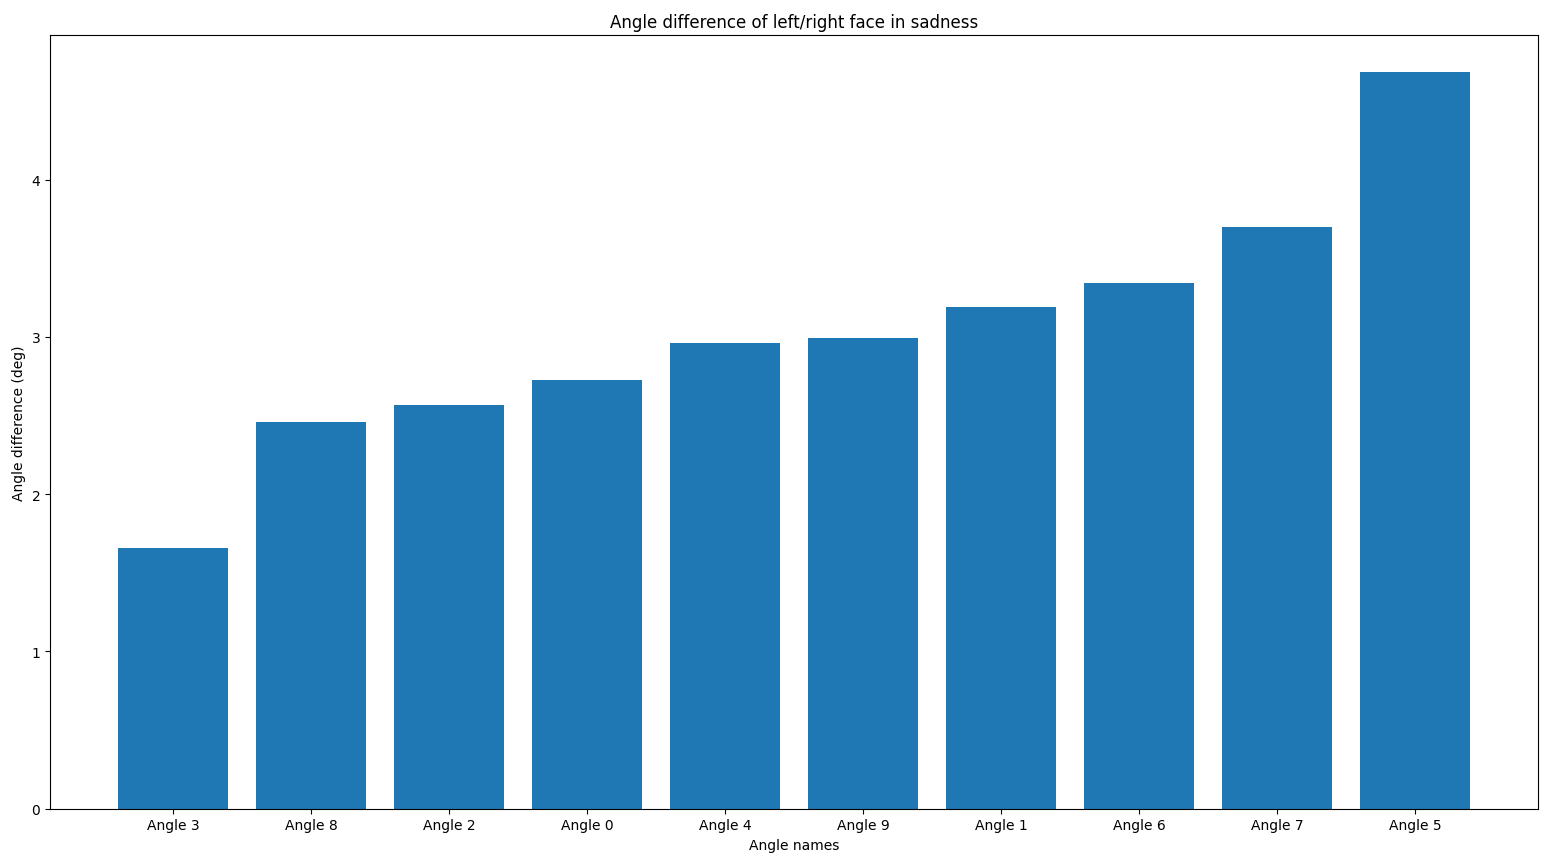 Angle difference of left/right face in sadness
Angle difference (deg)
4
3
2
1
0
Angle 3 Angle 8 Angle 2 Angle 0 Angle 4 Angle 9 Angle 1 Angle 6 Angle 7 Angle 5
Angle names